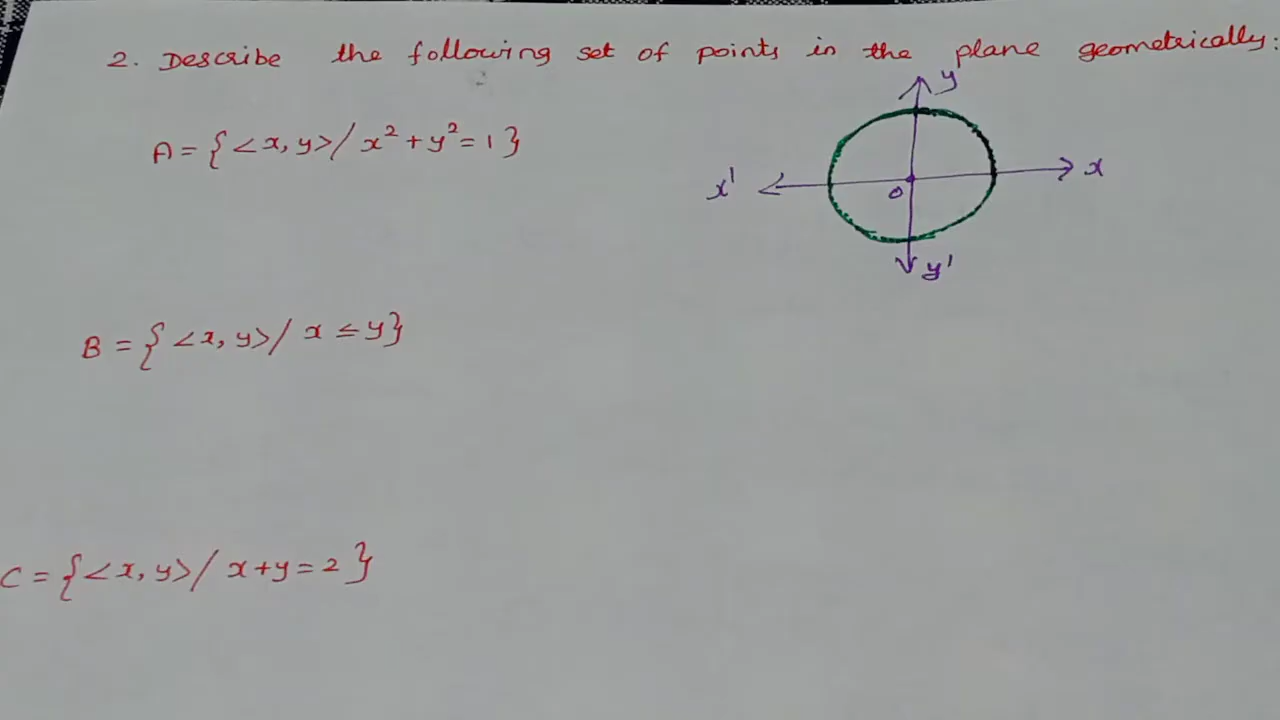 2. Describe the following set of points in the plane geometrically:
A = {<x, y> / x² + y² = 1}
y
x' o x
y'
B = {<x, y> / x ≤ y}
C = {<x, y> / x + y = 2}